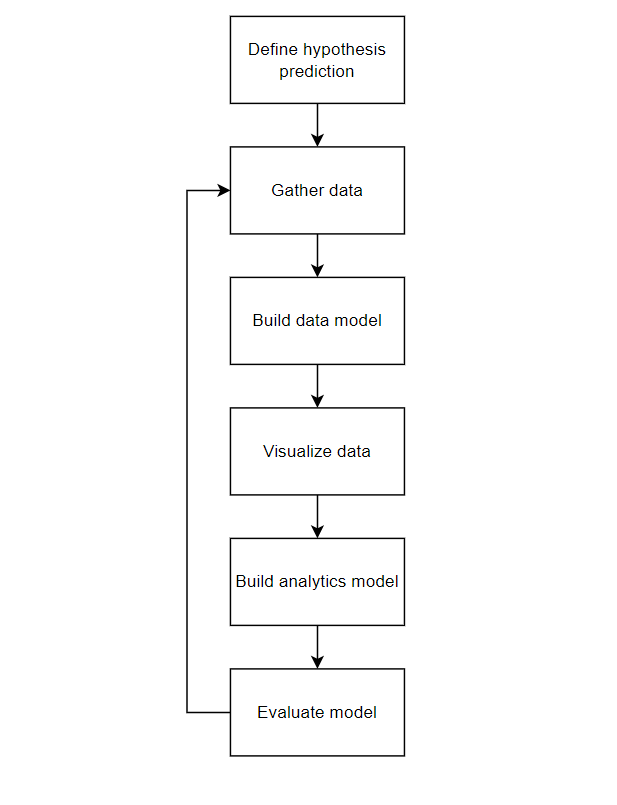 Define hypothesis
prediction
Gather data
Build data model
Visualize data
Build analytics model
Evaluate model